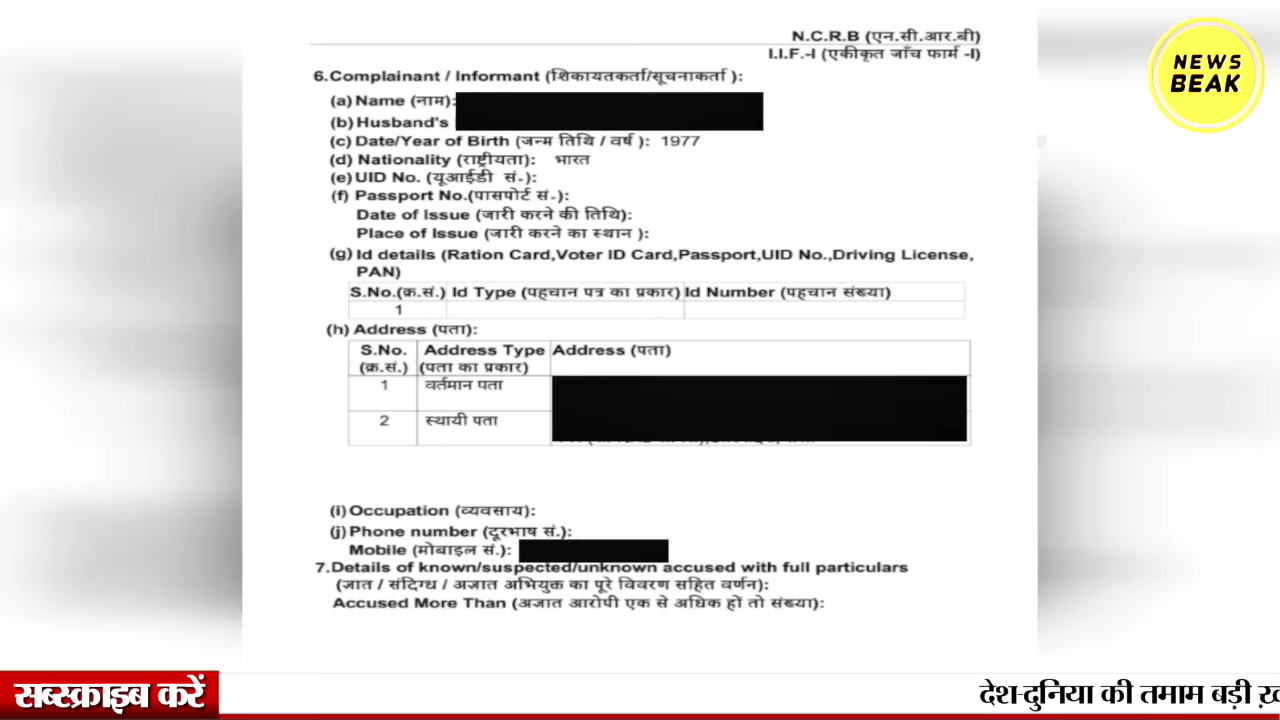 N.C.R.B (एन.सी.आर.बी)
I.I.F.-I (एकीकृत जाँच फार्म -I)
NEWS
BEAK
6.Complainant / Informant (शिकायतकर्ता/सूचनाकर्ता ):
(a) Name (नाम):
(b) Husband's
(c) Date/Year of Birth (जन्म तिथि / वर्ष ): 1977
(d) Nationality (राष्ट्रीयता): भारत
(e) UID No. (यूआईडी सं-):
(f) Passport No.(पासपोर्ट सं-):
Date of Issue (जारी करने की तिथि):
Place of Issue (जारी करने का स्थान ):
(g) Id details (Ration Card,Voter ID Card,Passport,UID No.,Driving License,
PAN)
S.No.(क्र.सं.) Id Type (पहचान पत्र का प्रकार) Id Number (पहचान संख्या)
1
(h) Address (पता):
S.No. Address Type Address (पता)
(क्र.सं.) (पता का प्रकार)
1 वर्तमान पता
2 स्थायी पता
(i) Occupation (व्यवसाय):
(j) Phone number (दूरभाष सं.):
Mobile (मोबाइल सं.):
7.Details of known/suspected/unknown accused with full particulars
(ज्ञात / संदिग्ध / अज्ञात अभियुक्त का पूरे विवरण सहित वर्णन):
Accused More Than (अज्ञात आरोपी एक से अधिक हों तो संख्या):
सब्स्क्राइब करें
देश-दुनिया की तमाम बड़ी